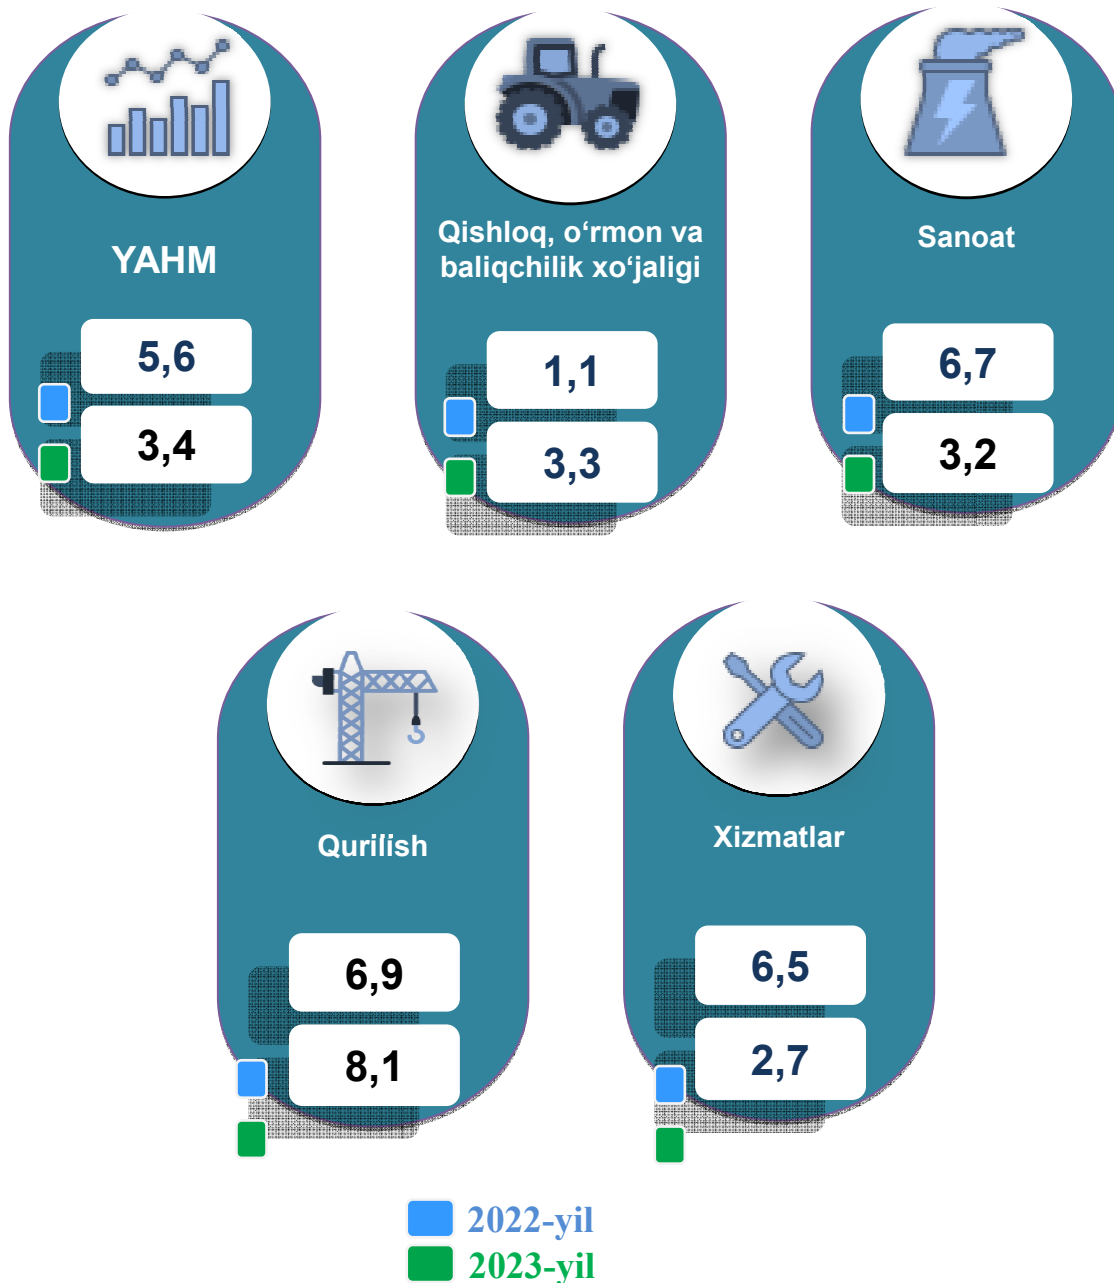 YAHM
5,6
3,4
Qishloq, o‘rmon va
baliqchilik xo‘jaligi
1,1
3,3
Sanoat
6,7
3,2
Qurilish
6,9
8,1
Xizmatlar
6,5
2,7
2022-yil
2023-yil